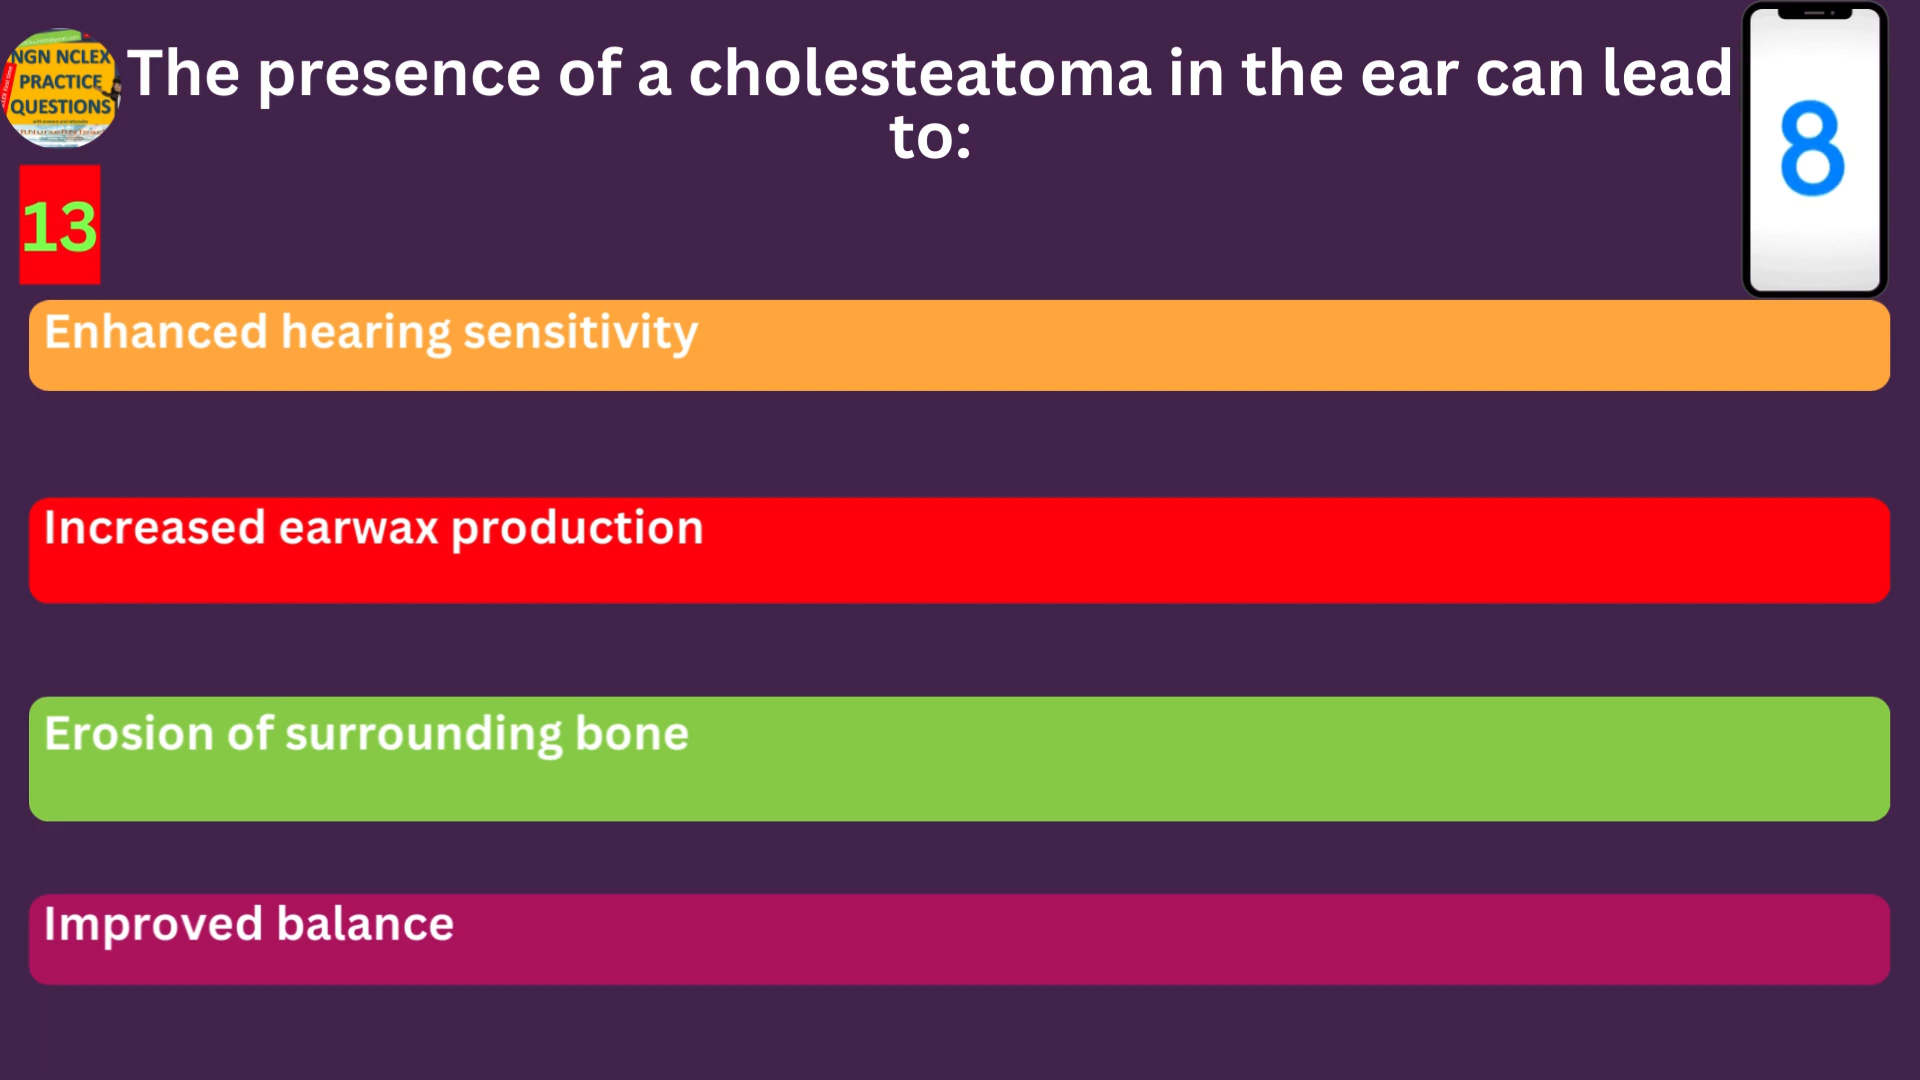 NGN NCLEX
PRACTICE
QUESTIONS
The presence of a cholesteatoma in the ear can lead
to:
8
13
Enhanced hearing sensitivity
Increased earwax production
Erosion of surrounding bone
Improved balance